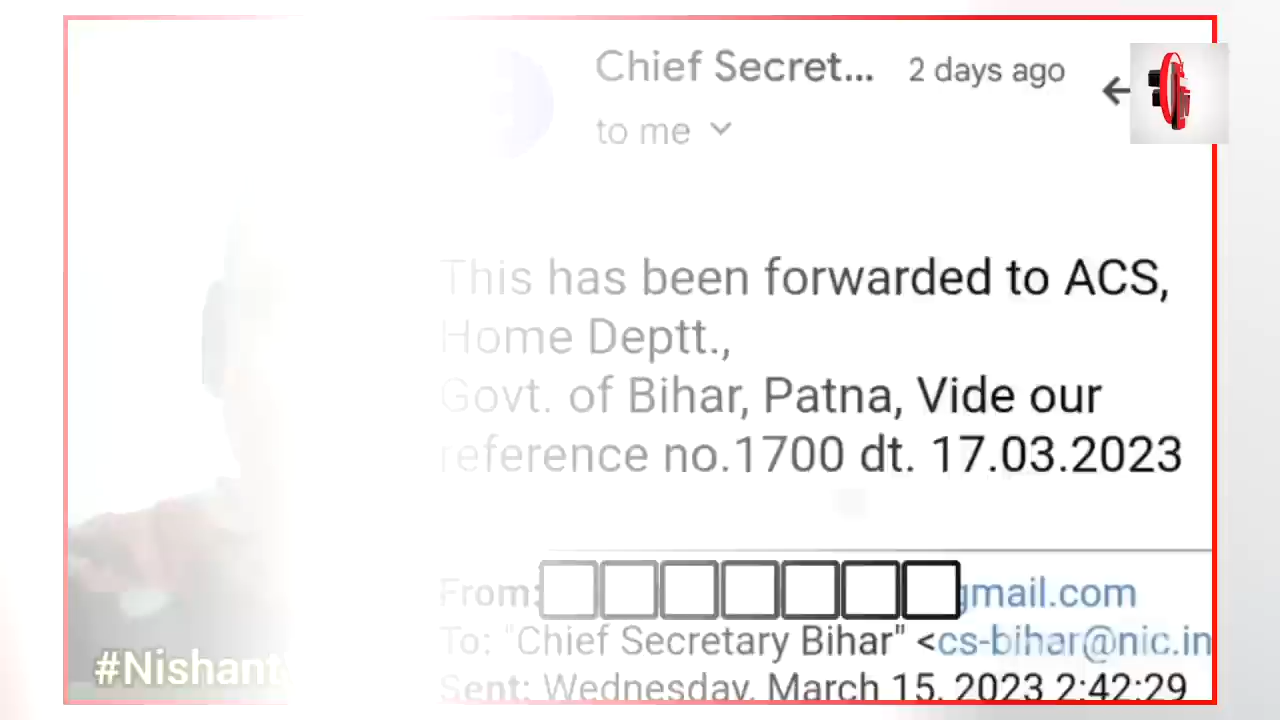 Chief Secret... 2 days ago
to me
This has been forwarded to ACS,
Home Deptt.,
Govt. of Bihar, Patna, Vide our
reference no.1700 dt. 17.03.2023
From: gmail.com
To: "Chief Secretary Bihar" <cs-bihar@nic.in
Sent: Wednesday, March 15, 2023 2:42:29
#Nishant